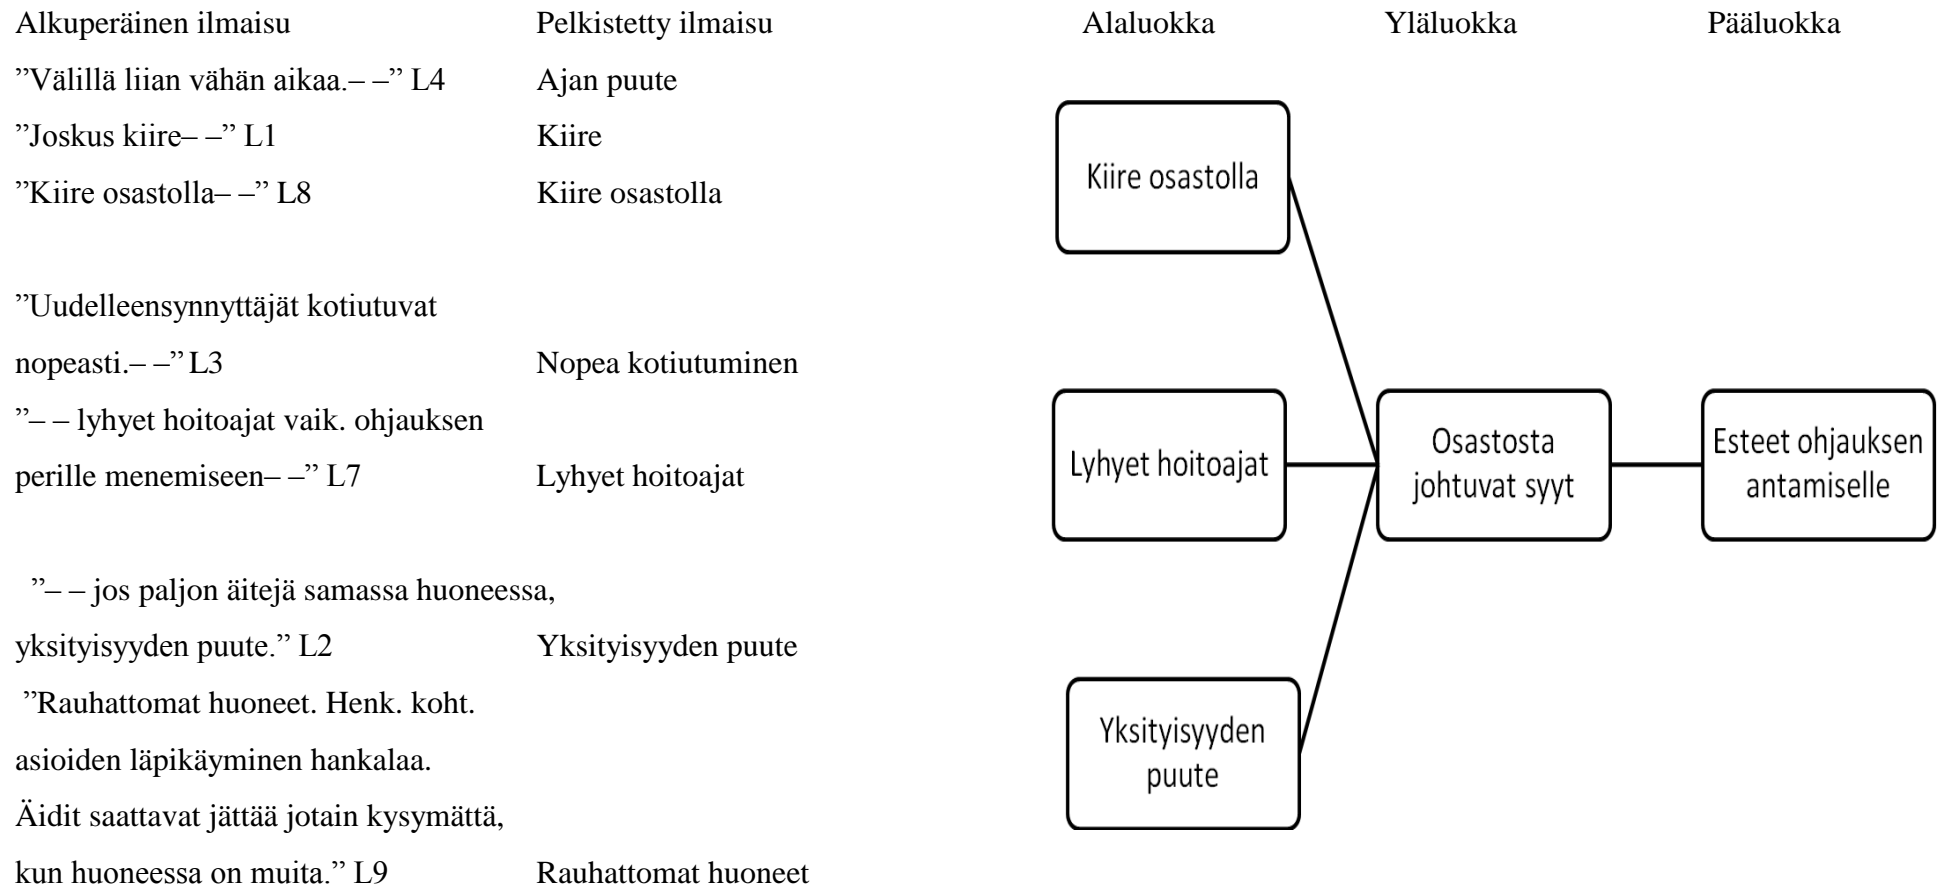 Alkuperäinen ilmaisu Pelkistetty ilmaisu Alaluokka Yläluokka Pääluokka
”Välillä liian vähän aikaa.– –” L4 Ajan puute
”Joskus kiire– –” L1 Kiire
”Kiire osastolla– –” L8 Kiire osastolla
”Uudelleensynnyttäjät kotiutuvat
nopeasti.– –” L3 Nopea kotiutuminen
”– – lyhyet hoitoajat vaik. ohjauksen
perille menemiseen– –” L7 Lyhyet hoitoajat
”– – jos paljon äitejä samassa huoneessa,
yksityisyyden puute.” L2 Yksityisyyden puute
”Rauhattomat huoneet. Henk. koht.
asioiden läpikäyminen hankalaa.
Äidit saattavat jättää jotain kysymättä,
kun huoneessa on muita.” L9 Rauhattomat huoneet
Kiire osastolla
Lyhyet hoitoajat
Yksityisyyden
puute
Osastosta
johtuvat syyt
Esteet ohjauksen
antamiselle